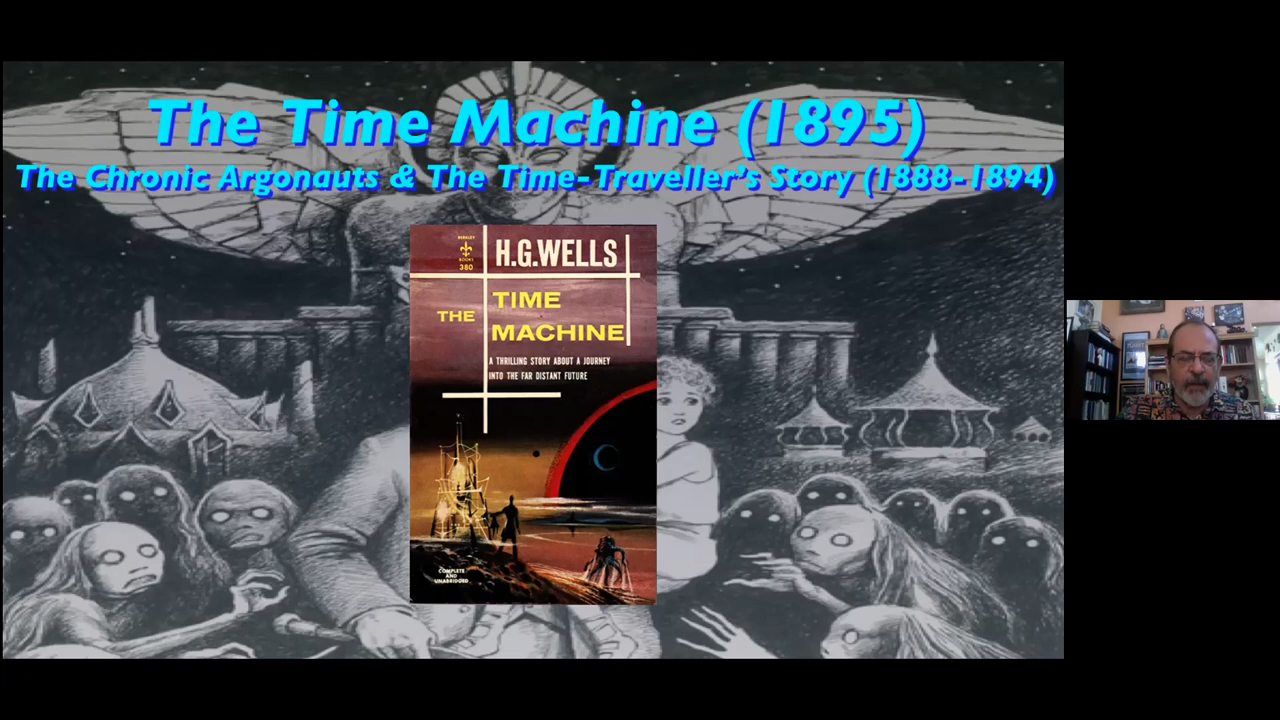 The Time Machine (1895)
The Chronic Argonauts & The Time-Traveller's Story (1888-1894)
BERKLEY
BOOKS
380
H.G.WELLS
THE TIME
MACHINE
A THRILLING STORY ABOUT A JOURNEY
INTO THE FAR DISTANT FUTURE
COMPLETE
AND
UNABRIDGED